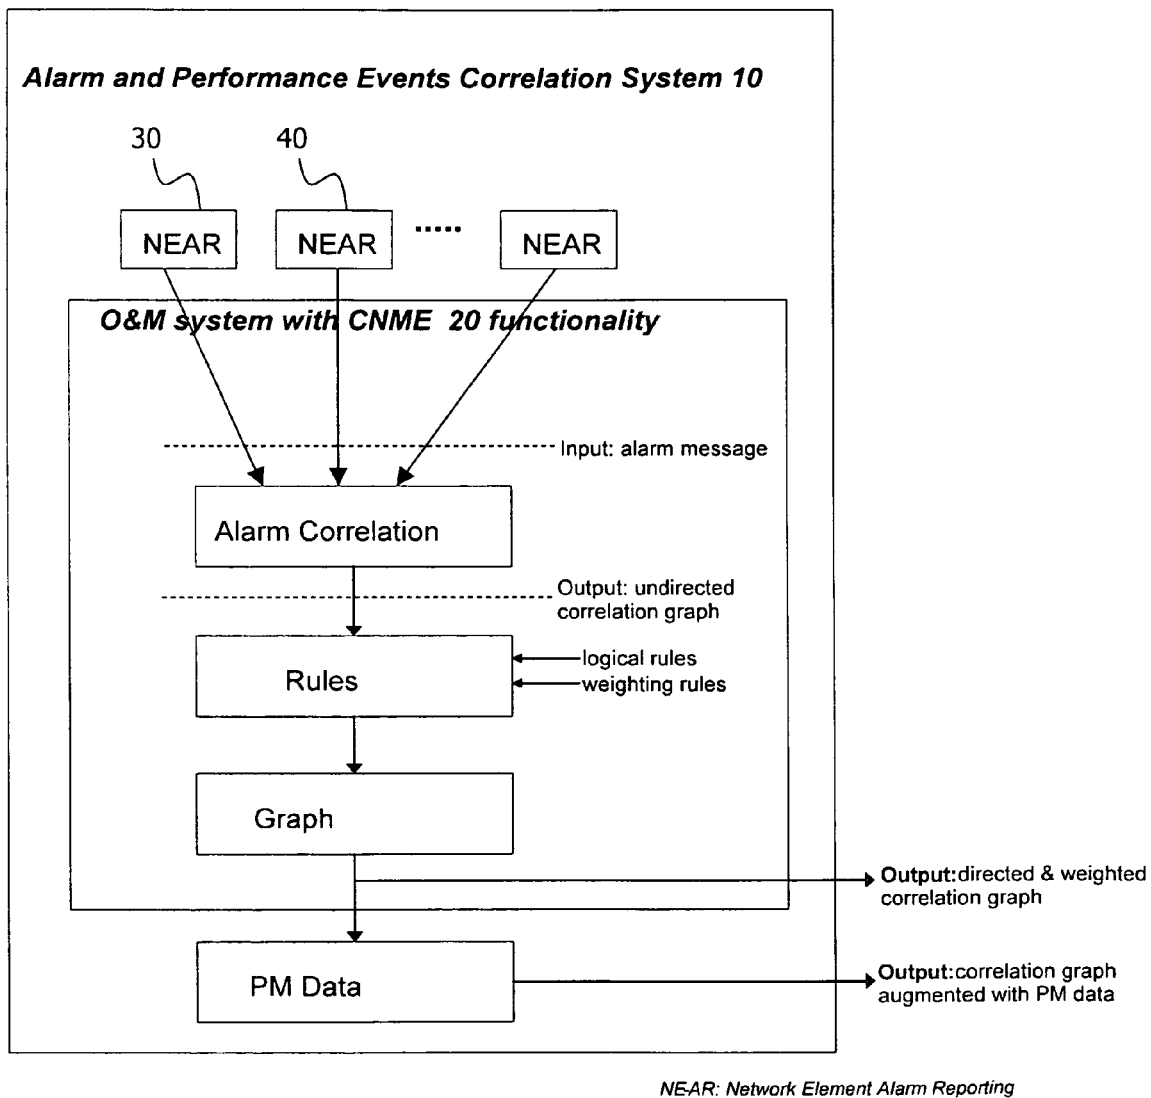 Alarm and Performance Events Correlation System 10
30
40
NEAR
NEAR
.....
NEAR
O&M system with CNME 20 functionality
Input: alarm message
Alarm Correlation
Output: undirected
correlation graph
Rules
logical rules
weighting rules
Graph
Output:directed & weighted
correlation graph
PM Data
Output:correlation graph
augmented with PM data
NEAR: Network Element Alarm Reporting